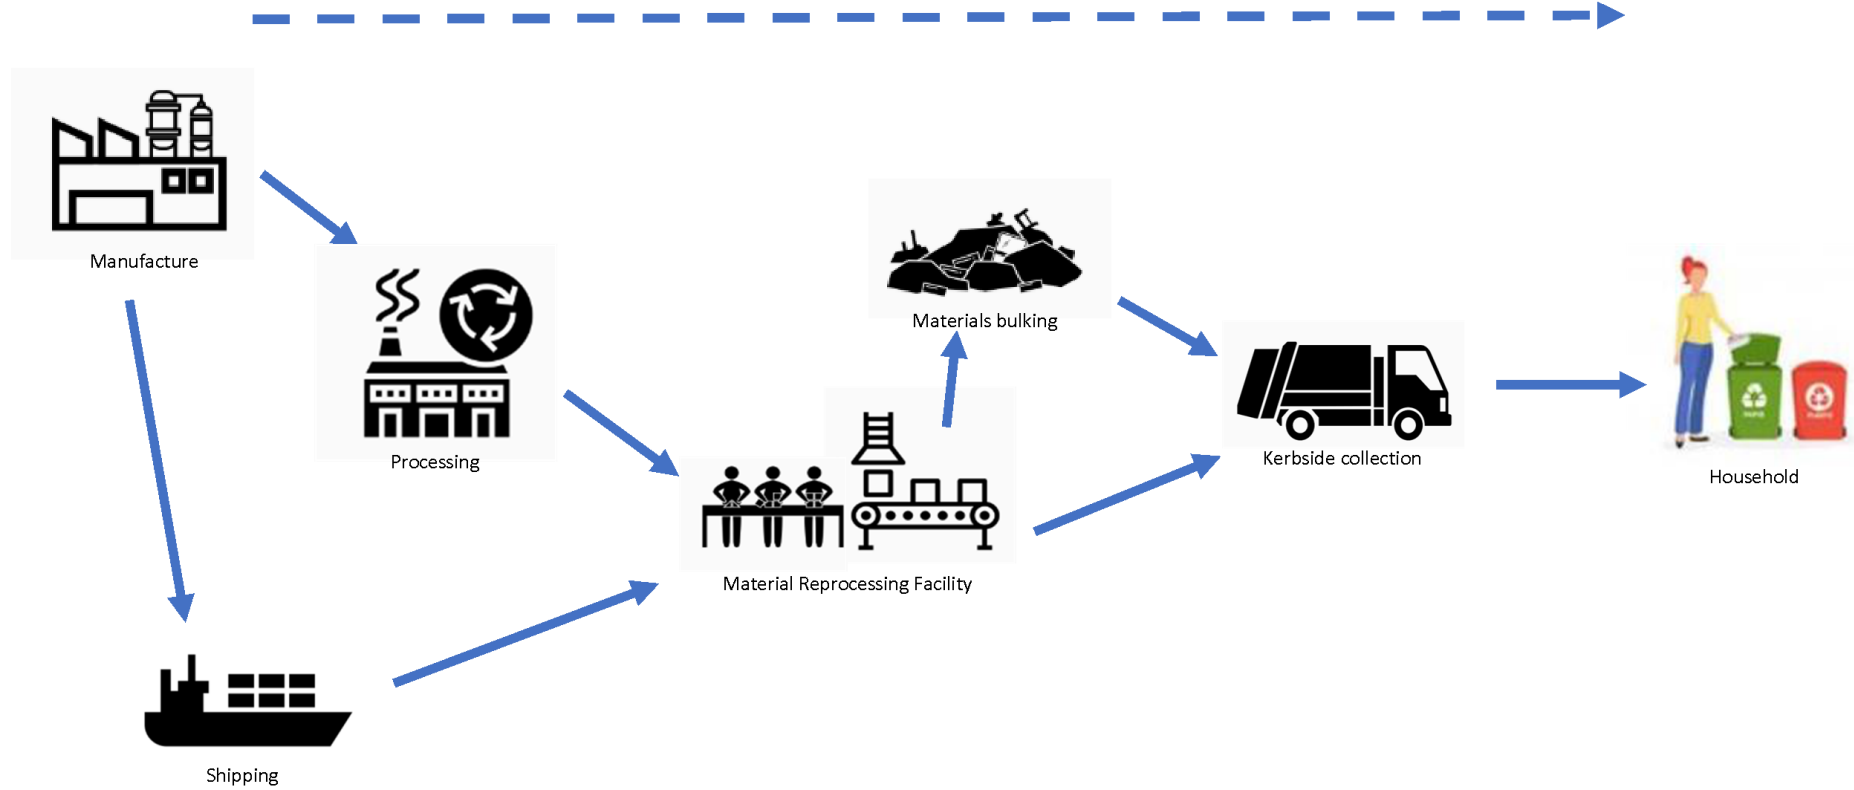 Manufacture
Processing
Materials bulking
Material Reprocessing Facility
Kerbside collection
Household
Shipping